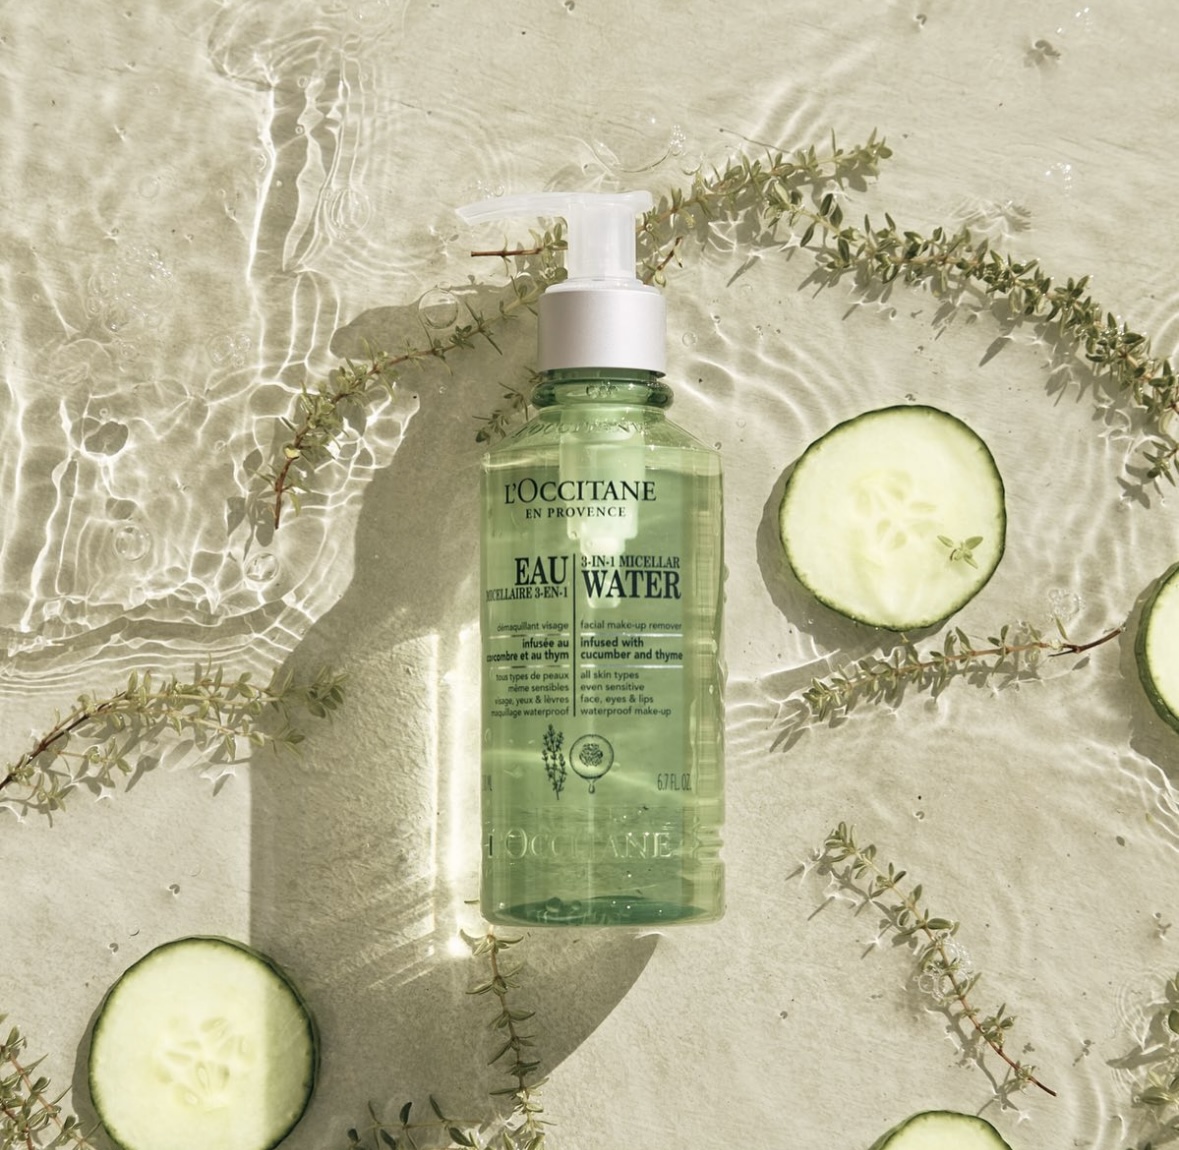 L'OCCITANE
EN PROVENCE
EAU
MICELLAIRE 3-EN-1
démaquillant visage
infusée au
concombre et au thym
tous types de peaux
même sensibles
visage, yeux & lèvres
maquillage waterproof
3-IN-1 MICELLAR
WATER
facial make-up remover
infused with
cucumber and thyme
all skin types
even sensitive
face, eyes & lips
waterproof make-up
6.7 FL. OZ.
L'OCCITANE